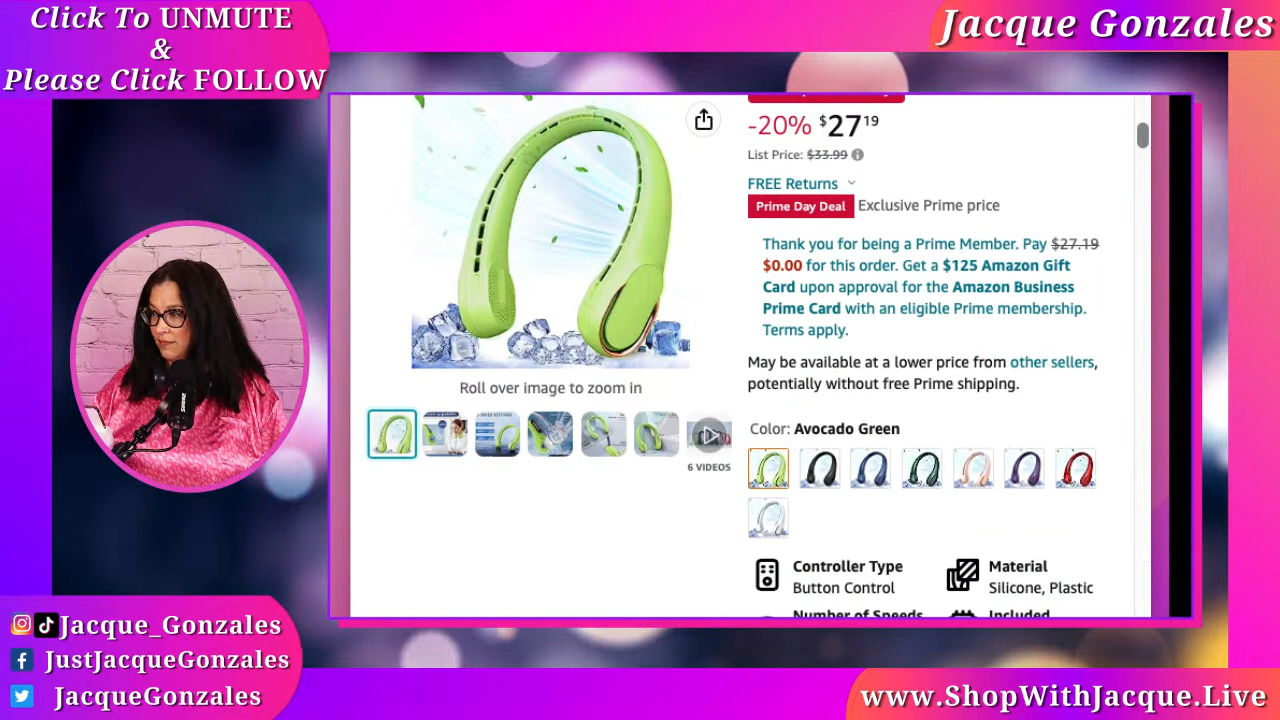 Click To UNMUTE
&
Please Click FOLLOW
Jacque Gonzales
-20% $27 19
List Price: $33.99
FREE Returns
Prime Day Deal Exclusive Prime price
Thank you for being a Prime Member. Pay $27.19
$0.00 for this order. Get a $125 Amazon Gift
Card upon approval for the Amazon Business
Prime Card with an eligible Prime membership.
Terms apply.
May be available at a lower price from other sellers,
potentially without free Prime shipping.
Roll over image to zoom in
6 VIDEOS
Color: Avocado Green
Controller Type
Button Control
Material
Silicone, Plastic
Number of Speeds
Included
Jacque_Gonzales
JustJacqueGonzales
JacqueGonzales
www.ShopWithJacque.Live